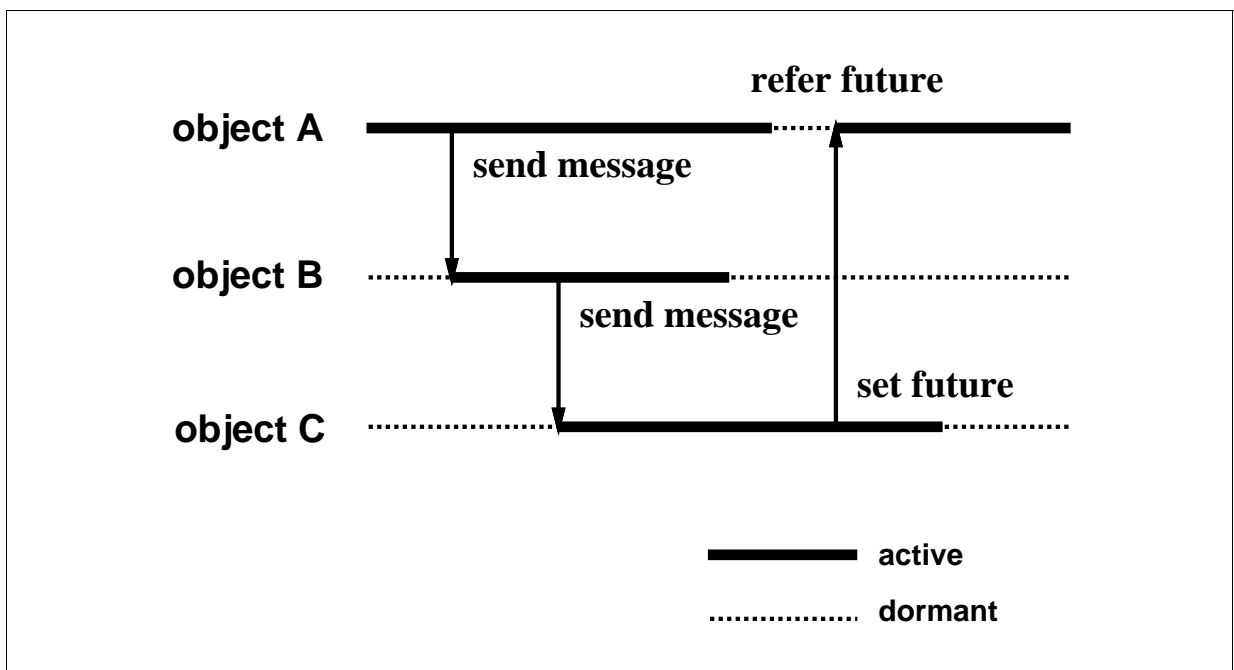 refer future
object A
send message
object B
send message
set future
object C
active
dormant